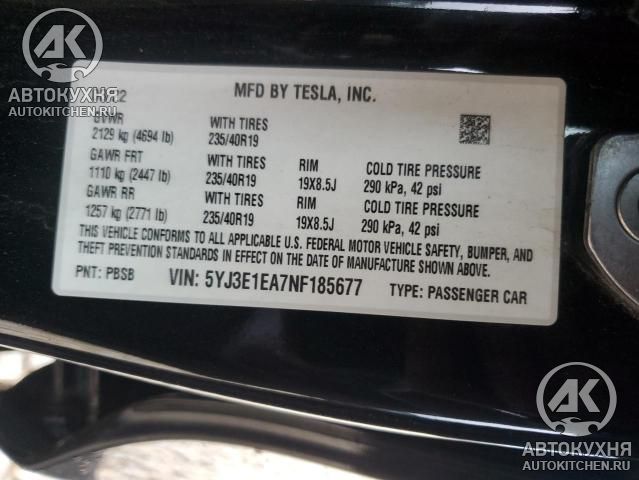 AK
АВТОКУХНЯ
AUTOKITCHEN.RU
MFD BY TESLA, INC.
GVWR
2129 kg (4694 lb)
WITH TIRES
235/40R19
GAWR FRT
1110 kg (2447 lb)
WITH TIRES
235/40R19
RIM
19X8.5J
COLD TIRE PRESSURE
290 kPa, 42 psi
GAWR RR
1257 kg (2771 lb)
WITH TIRES
235/40R19
RIM
19X8.5J
COLD TIRE PRESSURE
290 kPa, 42 psi
THIS VEHICLE CONFORMS TO ALL APPLICABLE U.S. FEDERAL MOTOR VEHICLE SAFETY, BUMPER, AND
THEFT PREVENTION STANDARDS IN EFFECT ON THE DATE OF MANUFACTURE SHOWN ABOVE.
PNT: PBSB
VIN: 5YJ3E1EA7NF185677
TYPE: PASSENGER CAR
AK
АВТОКУХНЯ
AUTOKITCHEN.RU